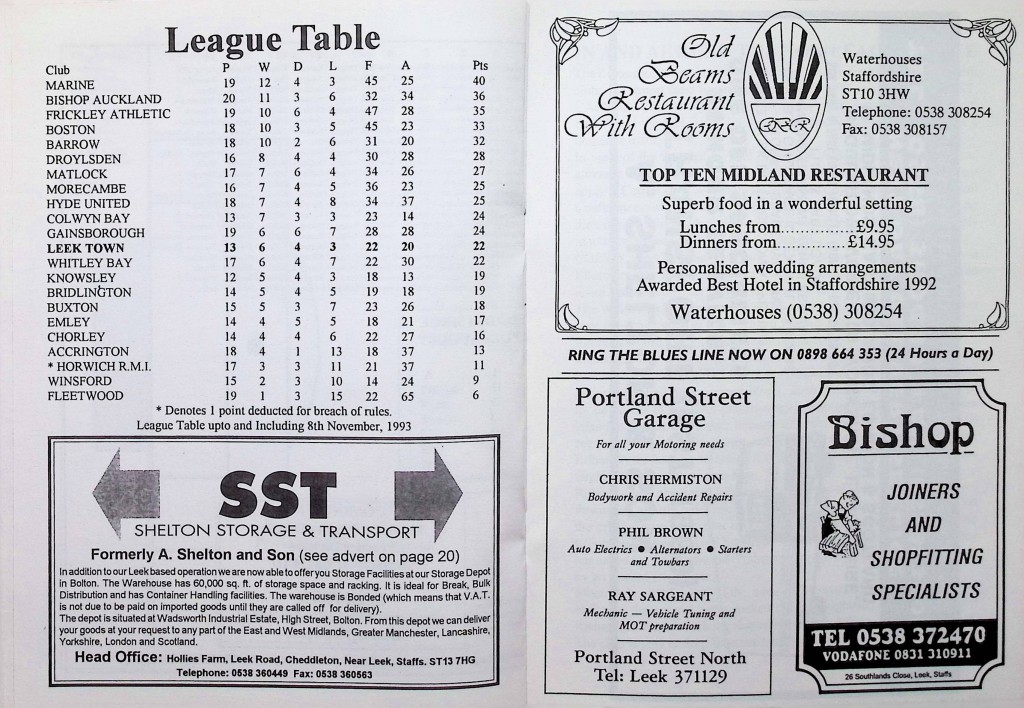 League Table
Club P W D L F A Pts
MARINE 19 12 4 3 45 25 40
BISHOP AUCKLAND 20 11 3 6 32 34 36
FRICKLEY ATHLETIC 19 10 6 4 47 28 35
BOSTON 18 10 3 5 45 23 33
BARROW 18 10 2 6 31 20 32
DROYLSDEN 16 8 4 4 30 28 28
MATLOCK 17 7 6 4 34 26 27
MORECAMBE 16 7 4 5 36 23 25
HYDE UNITED 18 7 4 8 34 37 25
COLWYN BAY 13 7 3 3 23 14 24
GAINSBOROUGH 19 6 6 7 28 28 24
LEEK TOWN 13 6 4 3 22 20 22
WHITLEY BAY 17 6 4 7 22 30 22
KNOWSLEY 12 5 4 3 18 13 19
BRIDLINGTON 14 5 4 5 19 18 19
BUXTON 15 5 3 7 23 26 18
EMLEY 14 4 5 5 18 21 17
CHORLEY 14 4 4 6 22 27 16
ACCRINGTON 18 4 1 13 18 37 13
* HORWICH R.M.I. 17 3 3 11 21 37 11
WINSFORD 15 2 3 10 14 24 9
FLEETWOOD 19 1 3 15 22 65 6
* Denotes 1 point deducted for breach of rules.
League Table upto and Including 8th November, 1993
SST
SHELTON STORAGE & TRANSPORT
Formerly A. Shelton and Son (see advert on page 20)
In addition to our Leek based operation we are now able to offer you Storage Facilities at our Storage Depot
in Bolton. The Warehouse has 60,000 sq. ft. of storage space and racking. It is ideal for Break, Bulk
Distribution and has Container Handling facilities. The warehouse is Bonded (which means that V.A.T.
is not due to be paid on imported goods until they are called off for delivery).
The depot is situated at Wadsworth Industrial Estate, High Street, Bolton. From this depot we can deliver
your goods at your request to any part of the East and West Midlands, Greater Manchester, Lancashire,
Yorkshire, London and Scotland.
Head Office: Hollies Farm, Leek Road, Cheddleton, Near Leek, Staffs. ST13 7HG
Telephone: 0538 360449 Fax: 0538 360563
Old
Beams
Restaurant
With Rooms
OBR
Waterhouses
Staffordshire
ST10 3HW
Telephone: 0538 308254
Fax: 0538 308157
TOP TEN MIDLAND RESTAURANT
Superb food in a wonderful setting
Lunches from...............£9.95
Dinners from..............£14.95
Personalised wedding arrangements
Awarded Best Hotel in Staffordshire 1992
Waterhouses (0538) 308254
RING THE BLUES LINE NOW ON 0898 664 353 (24 Hours a Day)
Portland Street
Garage
For all your Motoring needs
CHRIS HERMISTON
Bodywork and Accident Repairs
PHIL BROWN
Auto Electrics ● Alternators ● Starters
and Towbars
RAY SARGEANT
Mechanic — Vehicle Tuning and
MOT preparation
Portland Street North
Tel: Leek 371129
Bishop
JOINERS
AND
SHOPFITTING
SPECIALISTS
TEL 0538 372470
VODAFONE 0831 310911
26 Southlands Close, Leek, Staffs